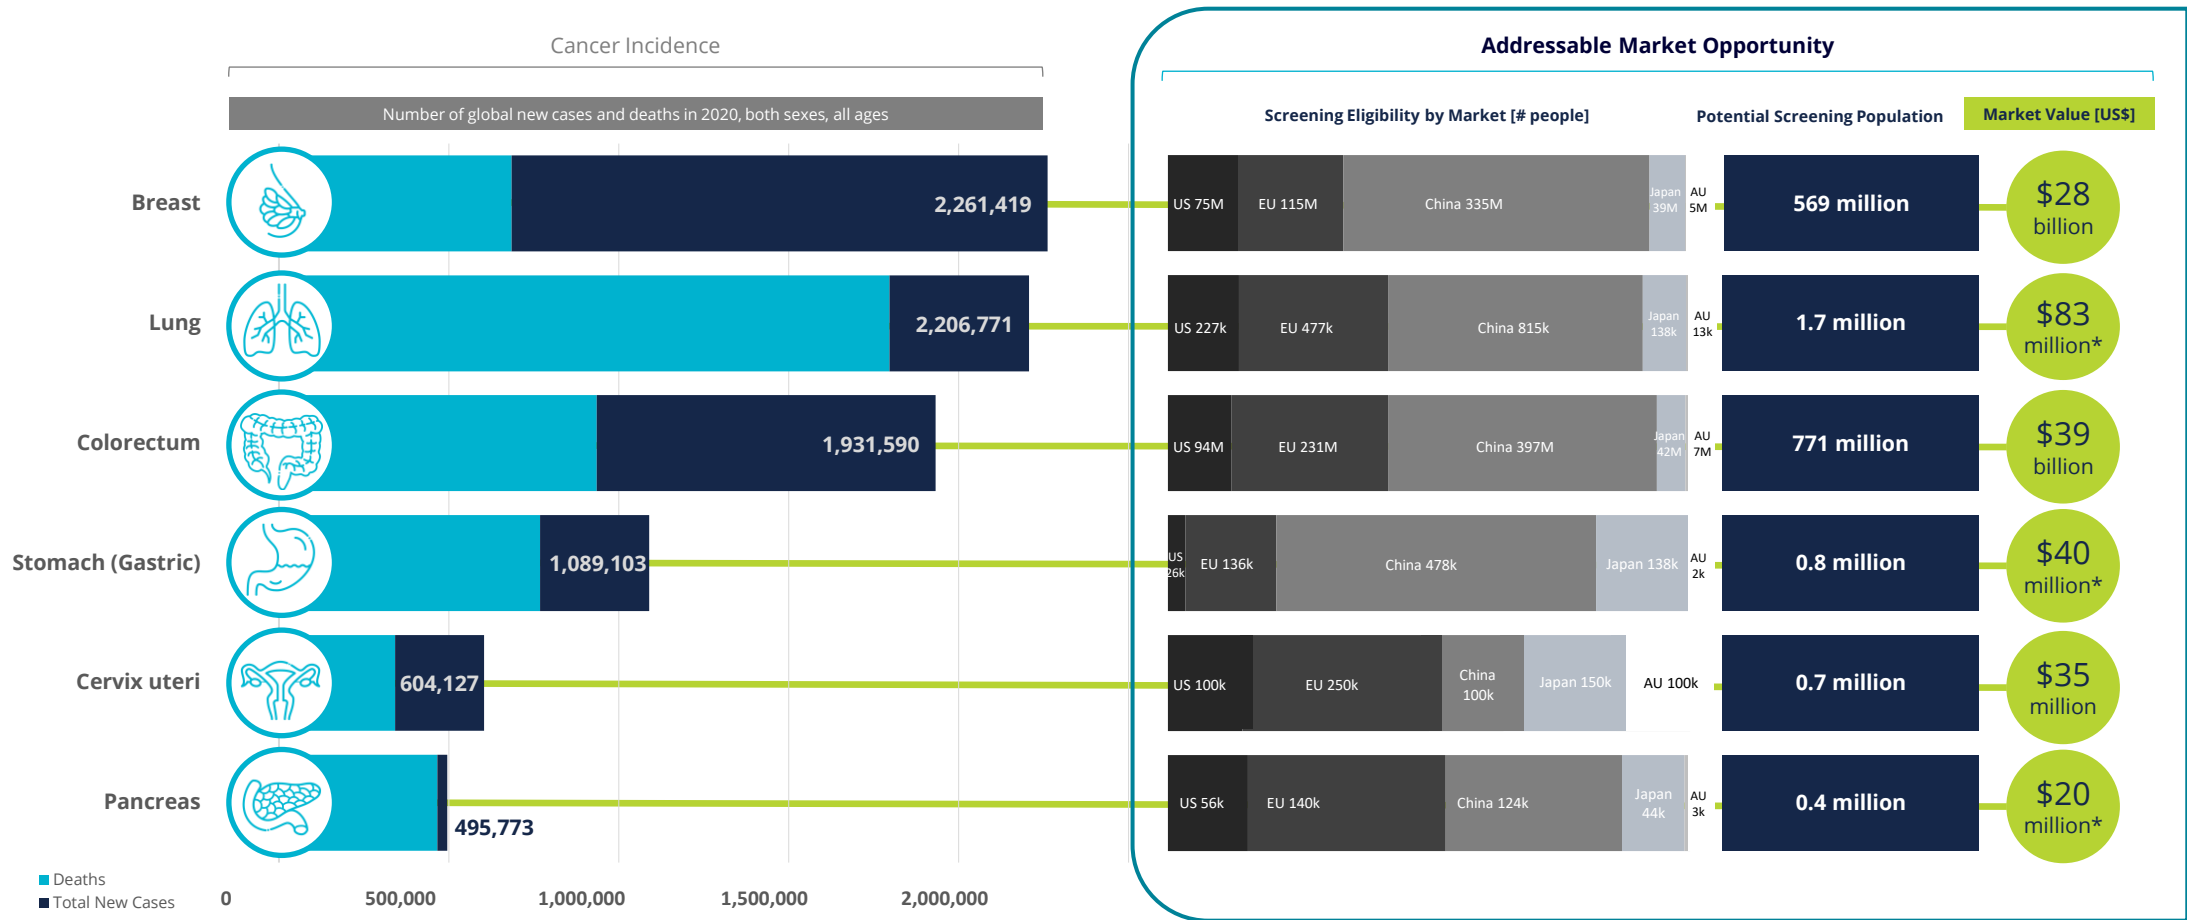 Cancer Incidence
Addressable Market Opportunity
Number of global new cases and deaths in 2020, both sexes, all ages
Screening Eligibility by Market [# people]
Potential Screening Population
Market Value [US$]
Breast
2,261,419
US 75M
EU 115M
China 335M
Japan
39M
AU
5M
569 million
$28
billion
Lung
2,206,771
US 227k
EU 477k
China 815k
Japan
138k
AU
13k
1.7 million
$83
million*
Colorectum
1,931,590
US 94M
EU 231M
China 397M
Japan
42M
AU
7M
771 million
$39
billion
Stomach (Gastric)
1,089,103
US
26k
EU 136k
China 478k
Japan 138k
AU
2k
0.8 million
$40
million*
Cervix uteri
604,127
US 100k
EU 250k
China
100k
Japan 150k
AU 100k
0.7 million
$35
million
Pancreas
495,773
US 56k
EU 140k
China 124k
Japan
44k
AU
3k
0.4 million
$20
million*
Deaths
Total New Cases
0
500,000
1,000,000
1,500,000
2,000,000